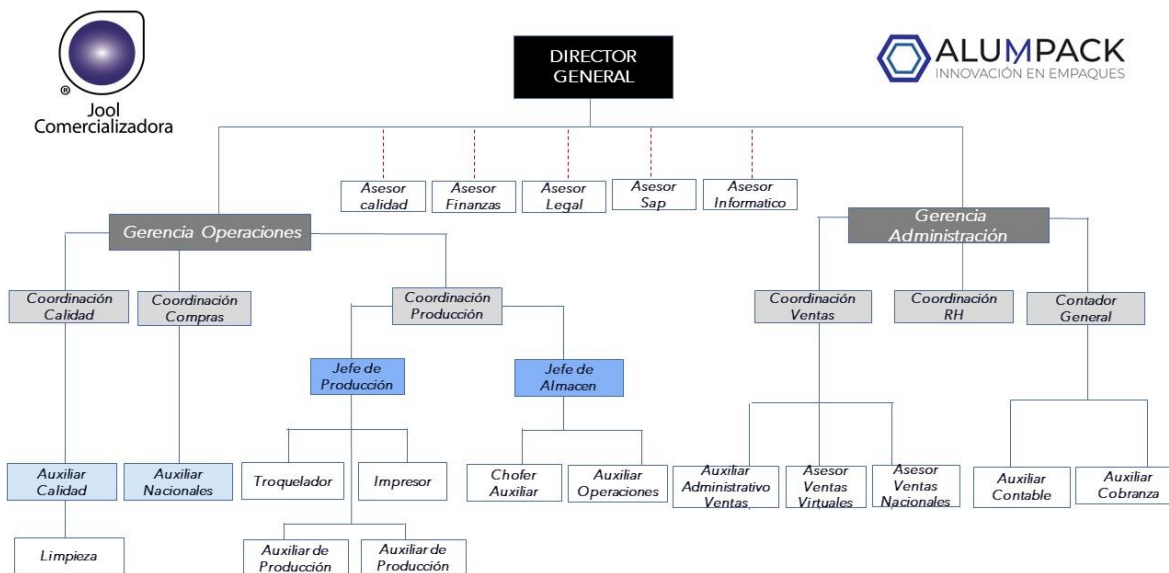 ®
Jool
Comercializadora
DIRECTOR
GENERAL
ALUMPACK
INNOVACIÓN EN EMPAQUES
Asesor
calidad
Asesor
Finanzas
Asesor
Legal
Asesor
Sap
Asesor
Informatico
Gerencia Operaciones
Gerencia
Administración
Coordinación
Calidad
Coordinación
Compras
Coordinación
Producción
Coordinación
Ventas
Coordinación
RH
Contador
General
Jefe de
Producción
Jefe de
Almacen
Auxiliar
Calidad
Auxiliar
Nacionales
Troquelador
Impresor
Chofer
Auxiliar
Auxiliar
Operaciones
Auxiliar
Administrativo
Ventas
Asesor
Ventas
Virtuales
Asesor
Ventas
Nacionales
Auxiliar
Contable
Auxiliar
Cobranza
Limpieza
Auxiliar de
Producción
Auxiliar de
Producción